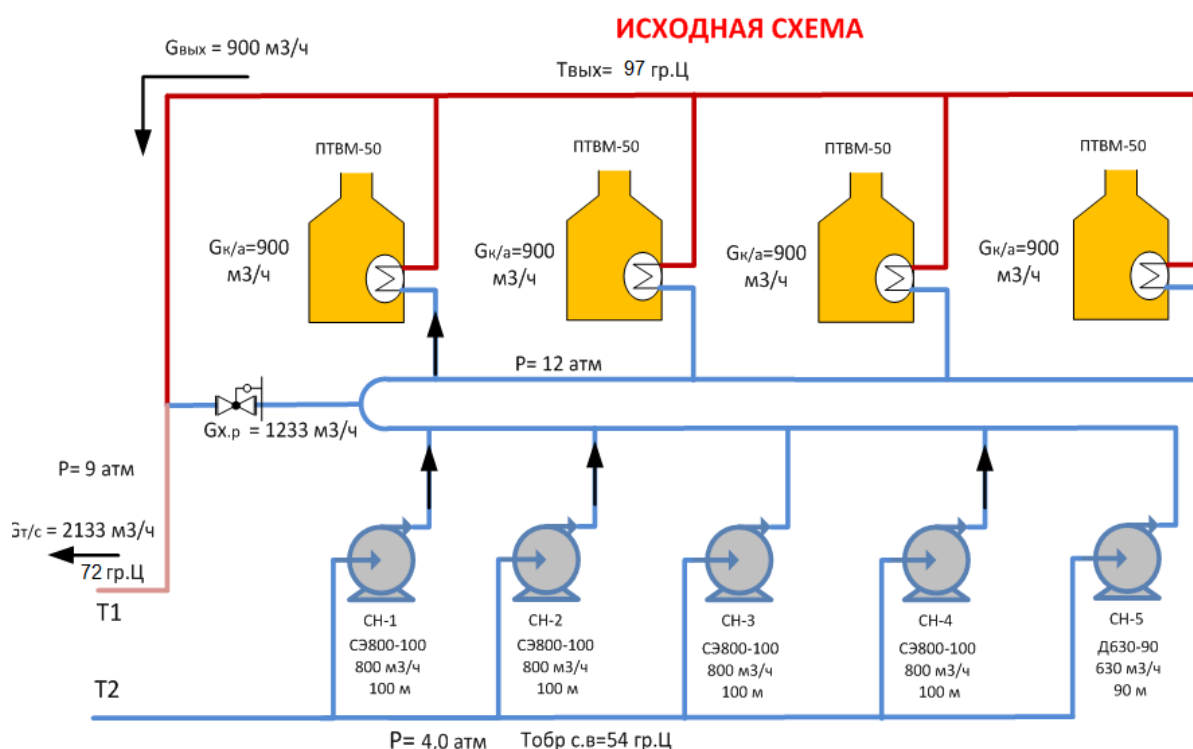 ИСХОДНАЯ СХЕМА
Gвых = 900 м3/ч
Tвых= 97 гр.Ц
ПТВМ-50
ПТВМ-50
ПТВМ-50
ПТВМ-50
Gк/а=900
м3/ч
Gк/а=900
м3/ч
Gк/а=900
м3/ч
Gк/а=900
м3/ч
P= 12 атм
Gх.р = 1233 м3/ч
P= 9 атм
Gт/с = 2133 м3/ч
72 гр.Ц
T1
СН-1
СЭ800-100
800 м3/ч
100 м
СН-2
СЭ800-100
800 м3/ч
100 м
СН-3
СЭ800-100
800 м3/ч
100 м
СН-4
СЭ800-100
800 м3/ч
100 м
СН-5
Д630-90
630 м3/ч
90 м
T2
P= 4,0 атм
Tобр с.в=54 гр.Ц